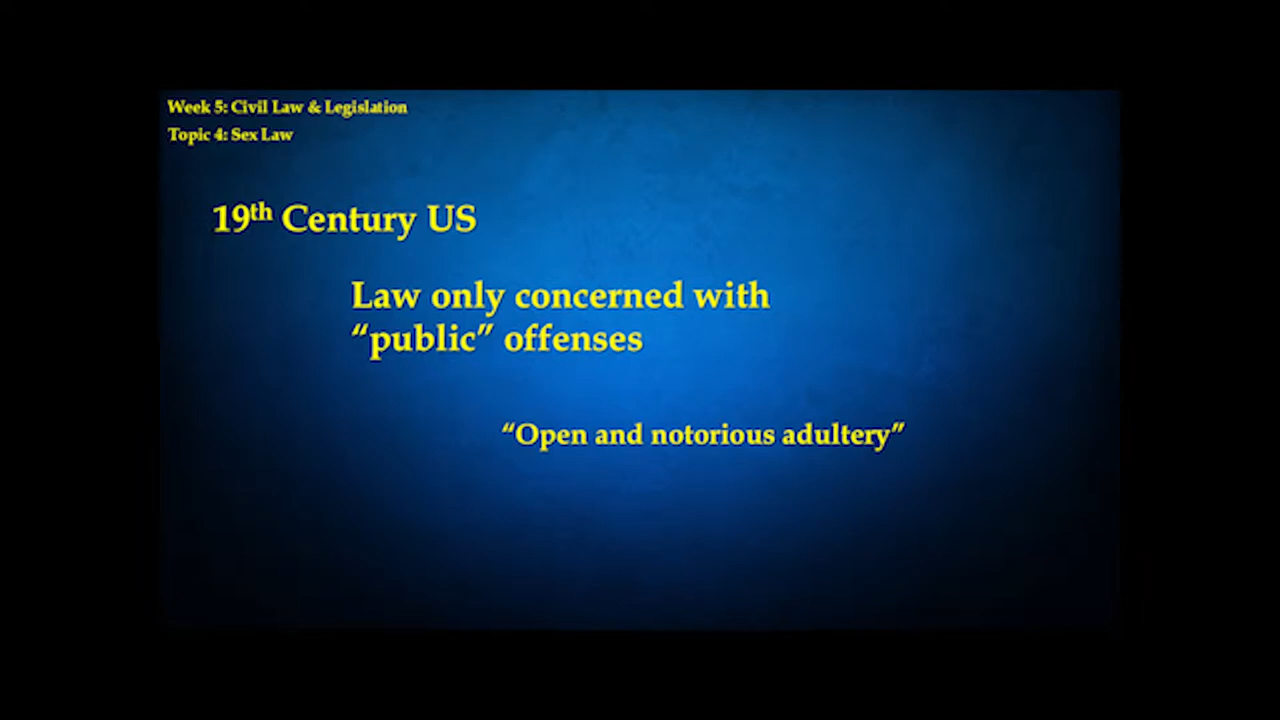 Week 5: Civil Law & Legislation
Topic 4: Sex Law
19th Century US
Law only concerned with
“public” offenses
“Open and notorious adultery”